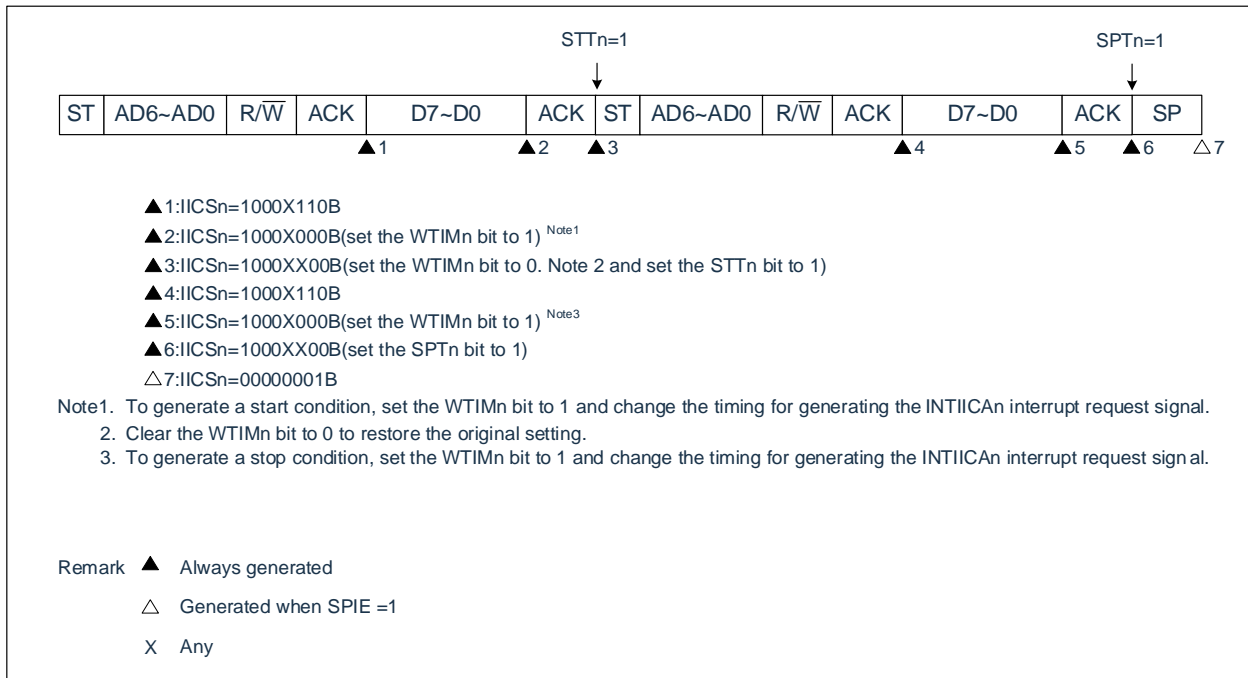 STTn=1 SPTn=1
ST AD6~AD0 R/W̅ ACK D7~D0 ACK ST AD6~AD0 R/W̅ ACK D7~D0 ACK SP
▲1 ▲2 ▲3 ▲4 ▲5 ▲6 △7
▲1:IICSn=1000X110B
▲2:IICSn=1000X000B(set the WTIMn bit to 1) Note1
▲3:IICSn=1000XX00B(set the WTIMn bit to 0. Note 2 and set the STTn bit to 1)
▲4:IICSn=1000X110B
▲5:IICSn=1000X000B(set the WTIMn bit to 1) Note3
▲6:IICSn=1000XX00B(set the SPTn bit to 1)
△7:IICSn=00000001B
Note1. To generate a start condition, set the WTIMn bit to 1 and change the timing for generating the INTIICAn interrupt request signal.
2. Clear the WTIMn bit to 0 to restore the original setting.
3. To generate a stop condition, set the WTIMn bit to 1 and change the timing for generating the INTIICAn interrupt request signal.
Remark ▲ Always generated
△ Generated when SPIE =1
X Any